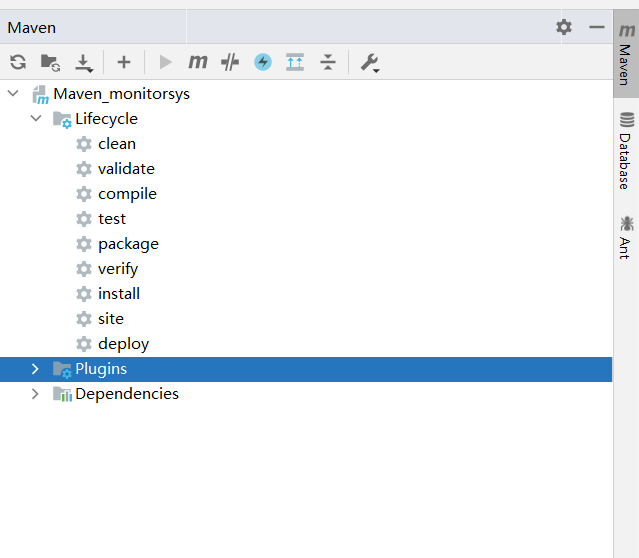 Maven
Maven_monitorsys
Lifecycle
clean
validate
compile
test
package
verify
install
site
deploy
Plugins
Dependencies
m
Maven
Database
Ant